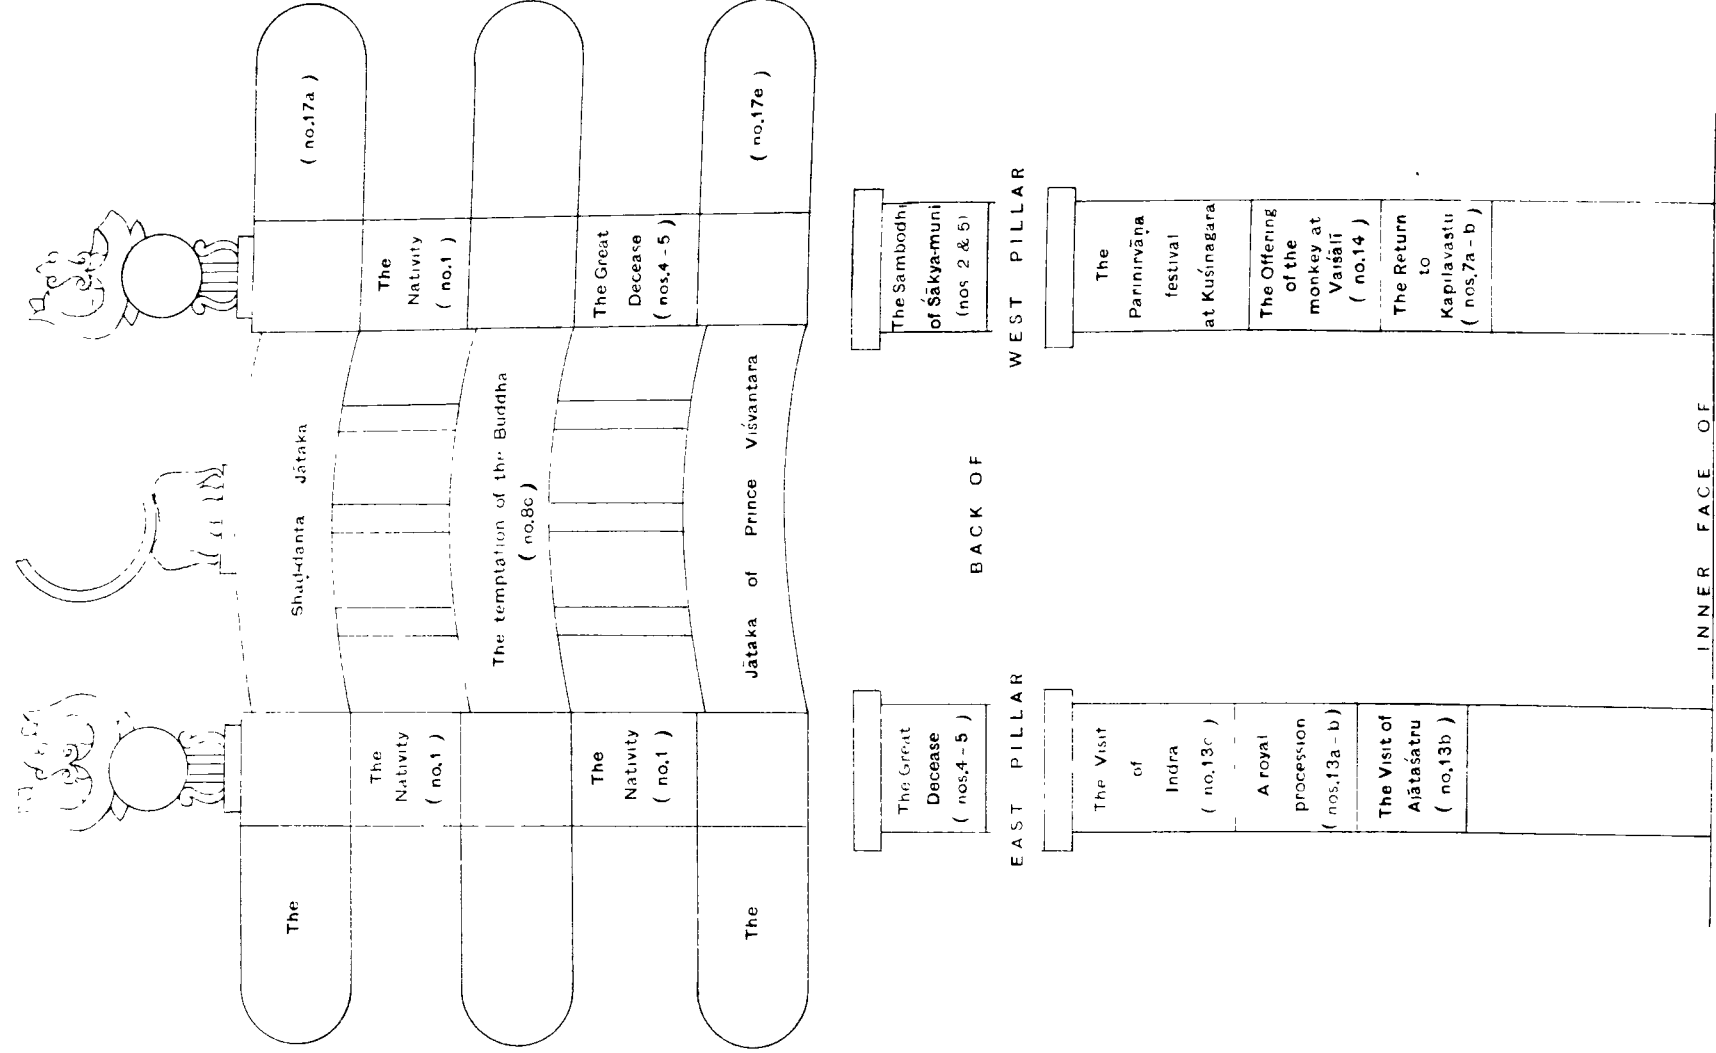 The Shaḍ-danta Jātaka ( no.17a )
The
Nativity
( no.1 )
The
Nativity
( no.1 )
The temptation of the Buddha
( no.8c )
The
Nativity
( no.1 )
The Great
Decease
( nos.4 - 5 )
The Jātaka of Prince Viśvantara ( no.17e )
The Great
Decease
( nos.4 - 5 )
The Sambodhi
of Śākya-muni
(nos 2 & 5)
BACK OF
EAST PILLAR WEST PILLAR
The Visit
of
Indra
( no.13c )
A royal
procession
( nos.13a - b )
The Visit of
Ajātaśatru
( no.13b )
The
Parinirvāṇa
festival
at Kuśinagara
The Offering
of the
monkey at
Vaiśālī
( no.14 )
The Return
to
Kapilavastu
( nos.7a - b )
INNER FACE OF